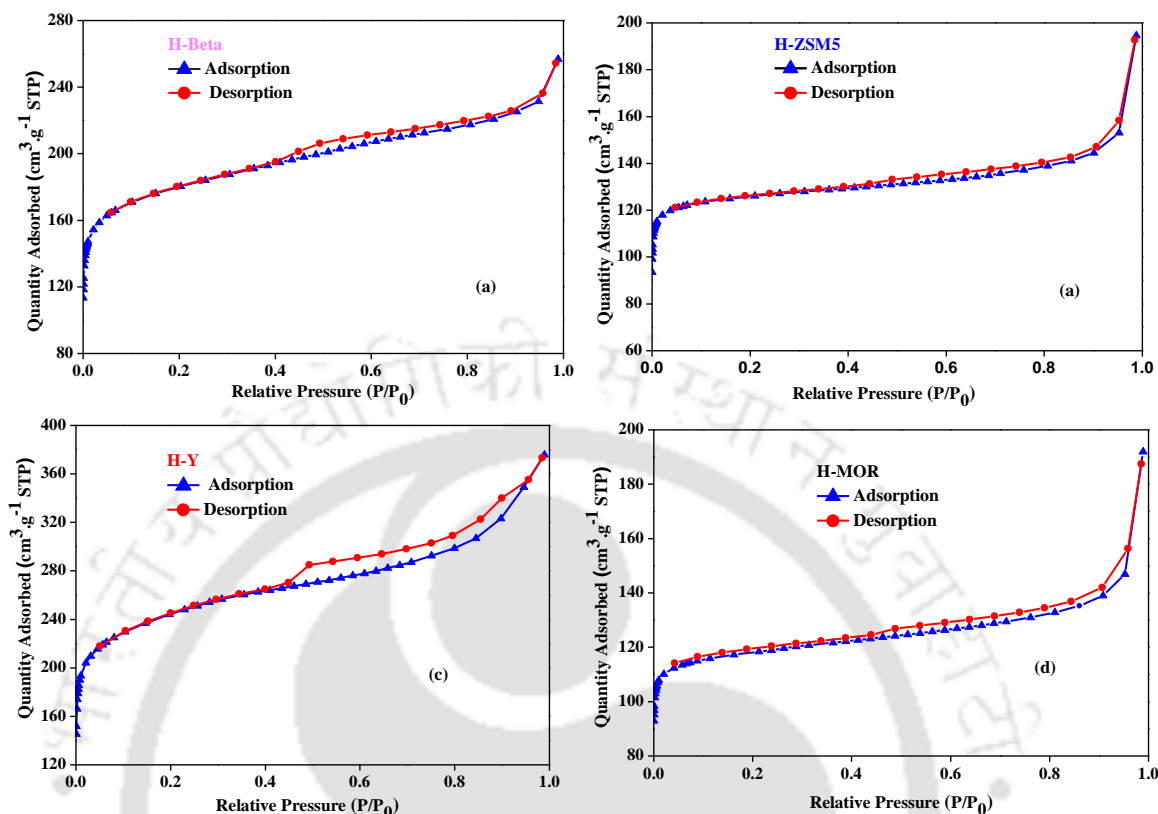 280
240
200
160
120
80
0.0 0.2 0.4 0.6 0.8 1.0
Quantity Adsorbed (cm³.g⁻¹ STP)
Relative Pressure (P/P₀)
H-Beta
Adsorption
Desorption
(a)
200
180
160
140
120
100
80
60
0.0 0.2 0.4 0.6 0.8 1.0
Quantity Adsorbed (cm³.g⁻¹ STP)
Relative Pressure (P/P₀)
H-ZSM5
Adsorption
Desorption
(a)
400
360
320
280
240
200
160
120
0.0 0.2 0.4 0.6 0.8 1.0
Quantity Adsorbed (cm³.g⁻¹ STP)
Relative Pressure (P/P₀)
H-Y
Adsorption
Desorption
(c)
200
180
160
140
120
100
80
0.0 0.2 0.4 0.6 0.8 1.0
Quantity Adsorbed (cm³.g⁻¹ STP)
Relative Pressure (P/P₀)
H-MOR
Adsorption
Desorption
(d)